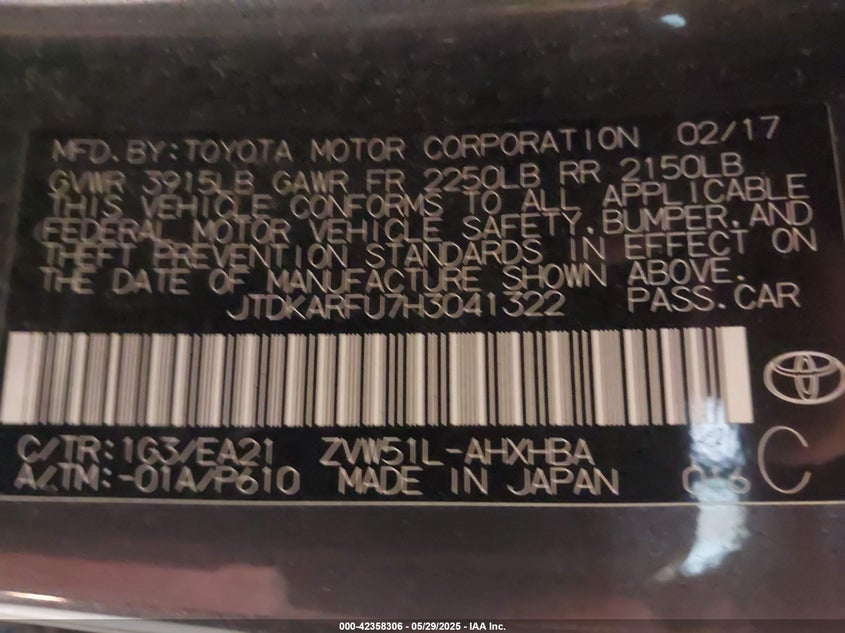 MFD.BY:TOYOTA MOTOR CORPORATION 02/17
GVWR 3915LB GAWR FR 2250LB RR 2150LB
THIS VEHICLE CONFORMS TO ALL APPLICABLE
FEDERAL MOTOR VEHICLE SAFETY,BUMPER,AND
THEFT PREVENTION STANDARDS IN EFFECT ON
THE DATE OF MANUFACTURE SHOWN ABOVE.
JTDKARFU7H3041322 PASS.CAR
C/TR:1G3/EA21 ZVW51L-AHXHBA
A/TM:-01A/P610 MADE IN JAPAN C
000-42358306 - 05/29/2025 - IAA Inc.